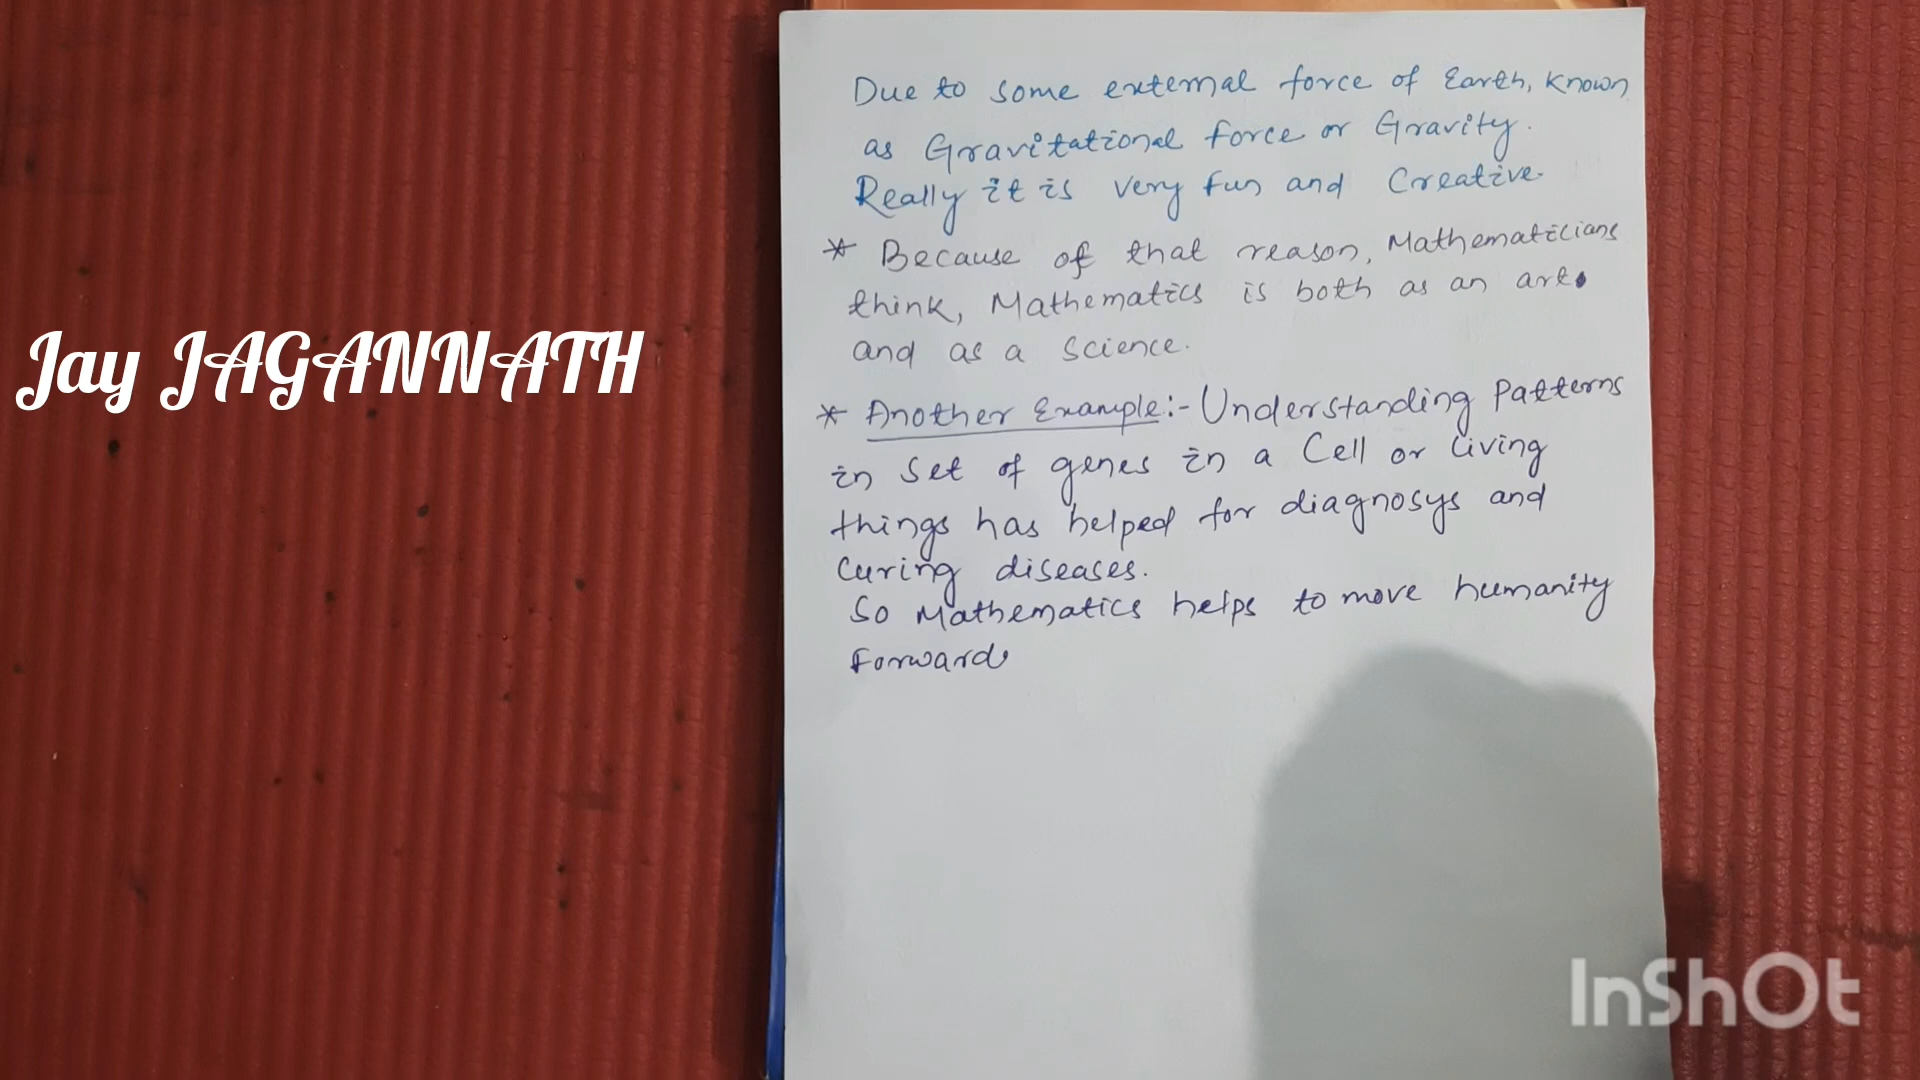 Jay JAGANNATH
Due to some external force of Earth, known
as Gravitational force or Gravity.
Really it is very fun and Creative.
* Because of that reason, Mathematicians
think, Mathematics is both as an art
and as a science.
* Another Example:- Understanding Patterns
in set of genes in a Cell or living
things has helped for diagnosys and
curing diseases.
So Mathematics helps to move humanity
forward.
InShOt